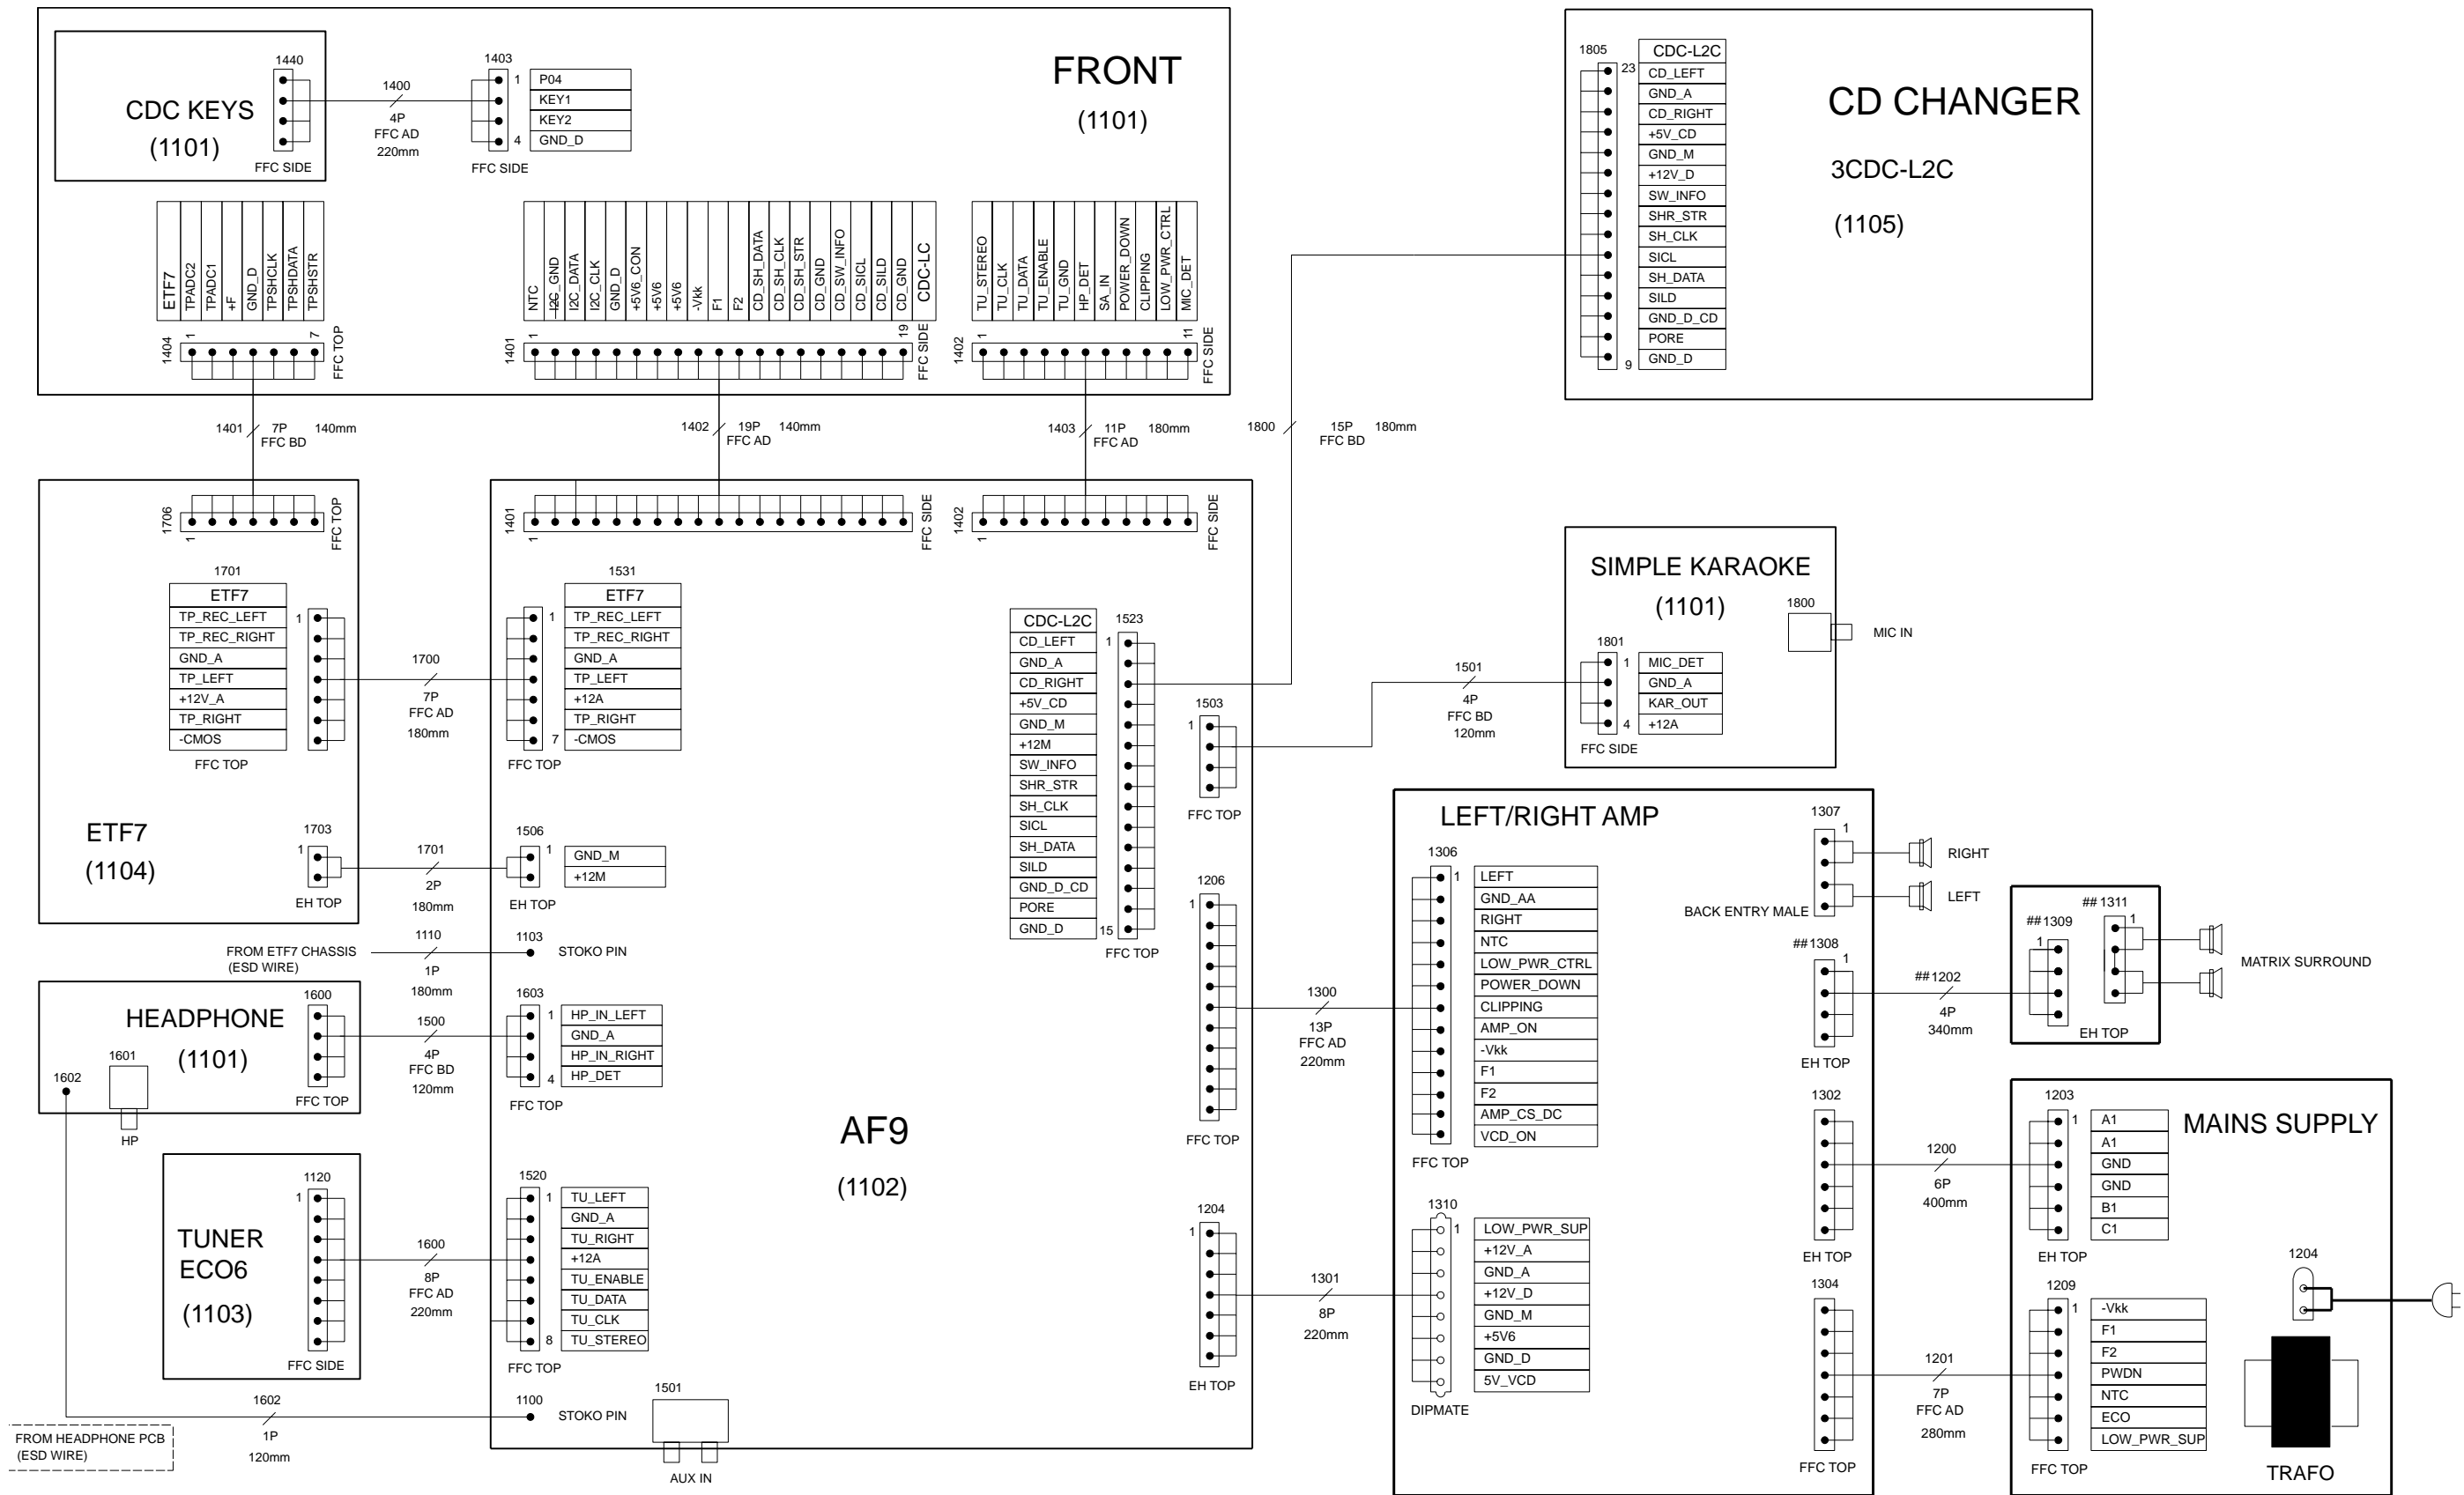 FRONT
(1101)
CDC KEYS
(1101)
1440
FFC SIDE
1400
4P
FFC AD
220mm
1403
1
4
P04
KEY1
KEY2
GND_D
FFC SIDE
ETF7
TPADC2
TPADC1
+F
GND_D
TPSHCLK
TPSHDATA
TPSHSTR
1404
1
7
FFC TOP
NTC
I2C_GND
I2C_DATA
I2C_CLK
GND_D
+5V6_CON
+5V6
+5V6
-Vkk
F1
F2
CD_SH_DATA
CD_SH_CLK
CD_SH_STR
CD_GND
CD_SW_INFO
CD_SICL
CD_SILD
CD_GND
CDC-LC
1401
1
19
FFC SIDE
TU_STEREO
TU_CLK
TU_DATA
TU_ENABLE
TU_GND
HP_DET
SA_IN
POWER_DOWN
CLIPPING
LOW_PWR_CTRL
MIC_DET
1402
1
11
FFC SIDE
CD CHANGER
3CDC-L2C
(1105)
1805
23
9
CDC-L2C
CD_LEFT
GND_A
CD_RIGHT
+5V_CD
GND_M
+12V_D
SW_INFO
SHR_STR
SH_CLK
SICL
SH_DATA
SILD
GND_D_CD
PORE
GND_D
1401 7P 140mm
FFC BD
1402 19P 140mm
FFC AD
1403 11P 180mm
FFC AD
1800 15P 180mm
FFC BD
1706
1
FFC TOP
1701
ETF7
TP_REC_LEFT
TP_REC_RIGHT
GND_A
TP_LEFT
+12V_A
TP_RIGHT
-CMOS
1
FFC TOP
ETF7
(1104)
1703
1
EH TOP
1700
7P
FFC AD
180mm
1701
2P
180mm
FROM ETF7 CHASSIS
(ESD WIRE)
1110
1P
180mm
HEADPHONE
(1101)
1600
FFC TOP
1601
HP
1602
1500
4P
FFC BD
120mm
TUNER
ECO6
(1103)
1120
1
FFC SIDE
1600
8P
FFC AD
220mm
1602
1P
120mm
FROM HEADPHONE PCB
(ESD WIRE)
AF9
(1102)
1401
1
FFC SIDE
1402
1
FFC SIDE
1531
ETF7
TP_REC_LEFT
TP_REC_RIGHT
GND_A
TP_LEFT
+12A
TP_RIGHT
-CMOS
1
7
FFC TOP
1506
1
GND_M
+12M
EH TOP
1103
STOKO PIN
1603
1
4
HP_IN_LEFT
GND_A
HP_IN_RIGHT
HP_DET
FFC TOP
1520
1
8
TU_LEFT
GND_A
TU_RIGHT
+12A
TU_ENABLE
TU_DATA
TU_CLK
TU_STEREO
FFC TOP
1100
STOKO PIN
1501
AUX IN
1523
1
15
CDC-L2C
CD_LEFT
GND_A
CD_RIGHT
+5V_CD
GND_M
+12M
SW_INFO
SHR_STR
SH_CLK
SICL
SH_DATA
SILD
GND_D_CD
PORE
GND_D
FFC TOP
1503
1
FFC TOP
1206
1
FFC TOP
1204
1
EH TOP
1501
4P
FFC BD
120mm
SIMPLE KARAOKE
(1101)
1800
MIC IN
1801
1
4
MIC_DET
GND_A
KAR_OUT
+12A
FFC SIDE
1300
13P
FFC AD
220mm
1301
8P
220mm
LEFT/RIGHT AMP
1306
1
LEFT
GND_AA
RIGHT
NTC
LOW_PWR_CTRL
POWER_DOWN
CLIPPING
AMP_ON
-Vkk
F1
F2
AMP_CS_DC
VCD_ON
FFC TOP
1310
1
LOW_PWR_SUP
+12V_A
GND_A
+12V_D
GND_M
+5V6
GND_D
5V_VCD
DIPMATE
1307
1
BACK ENTRY MALE
RIGHT
LEFT
##1308
1
EH TOP
##1202
4P
340mm
##1309
1
## 1311
1
EH TOP
MATRIX SURROUND
1302
EH TOP
1200
6P
400mm
1304
FFC TOP
1201
7P
FFC AD
280mm
MAINS SUPPLY
1203
1
A1
A1
GND
GND
B1
C1
EH TOP
1209
1
-Vkk
F1
F2
PWDN
NTC
ECO
LOW_PWR_SUP
FFC TOP
1204
TRAFO